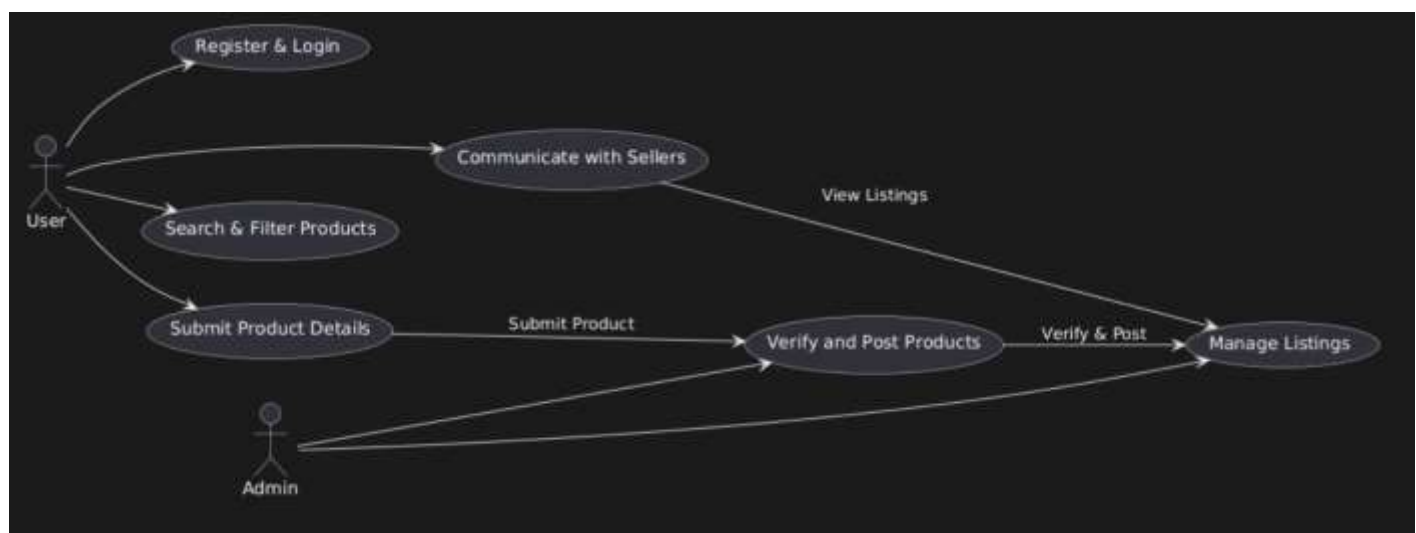 Register & Login
Communicate with Sellers
View Listings
User
Search & Filter Products
Submit Product Details
Submit Product
Verify and Post Products
Verify & Post
Manage Listings
Admin